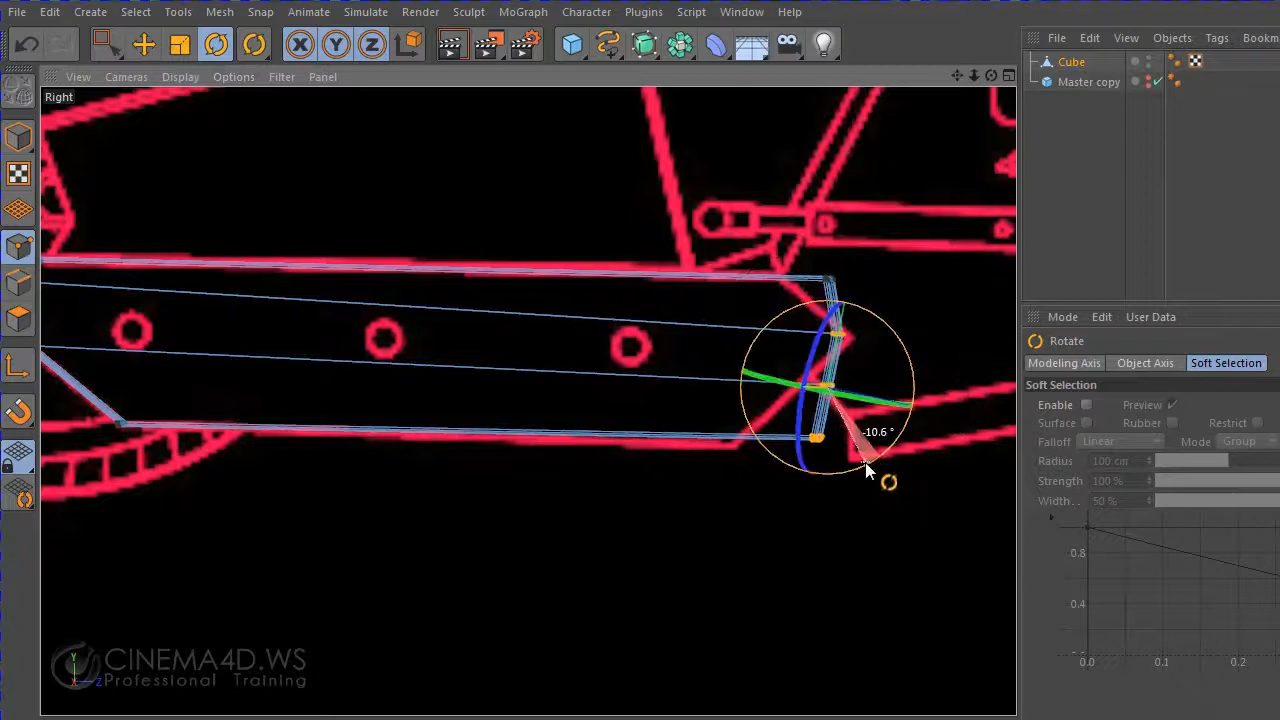 File Edit Create Select Tools Mesh Snap Animate Simulate Render Sculpt MoGraph Character Plugins Script Window Help
X Y Z
File Edit View Objects Tags Bookm
View Cameras Display Options Filter Panel
Right
Cube
Master copy
Mode Edit User Data
Rotate
Modeling Axis Object Axis Soft Selection
Soft Selection
Enable Preview
Surface Rubber Restrict
Falloff Linear Mode Group
Radius 100 cm
Strength 100 %
Width . . 50 %
-10.6 °
0.8
0.4
0.0 0.1 0.2
Y
Z
X
CINEMA4D.WS
Professional Training